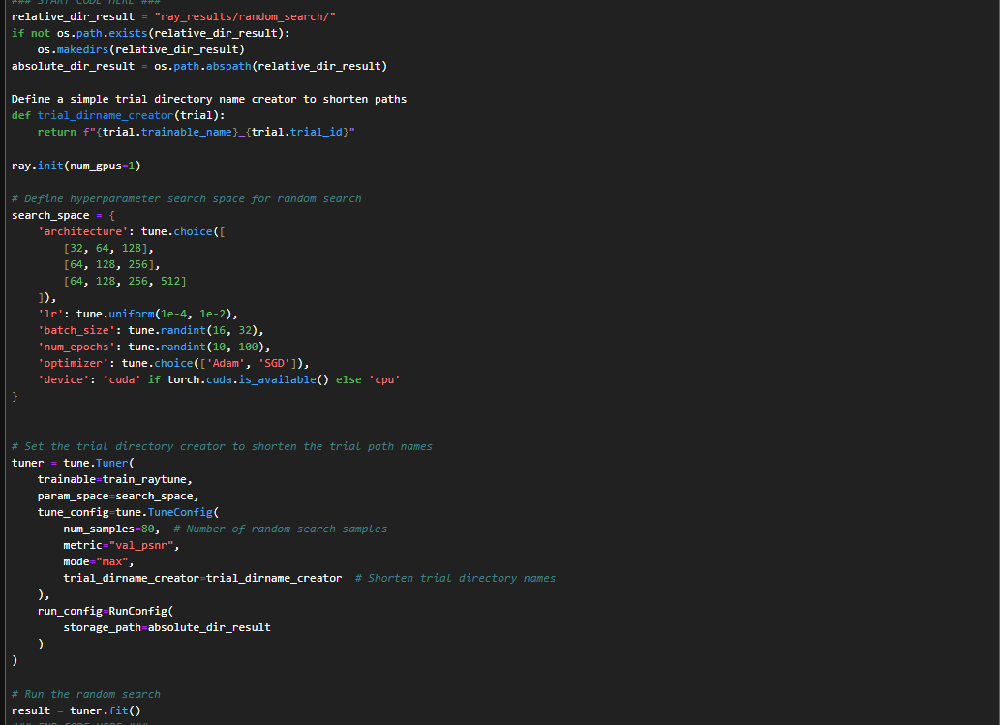 ### START CODE HERE ###
relative_dir_result = "ray_results/random_search/"
if not os.path.exists(relative_dir_result):
    os.makedirs(relative_dir_result)
absolute_dir_result = os.path.abspath(relative_dir_result)
Define a simple trial directory name creator to shorten paths
def trial_dirname_creator(trial):
    return f"{trial.trainable_name}_{trial.trial_id}"
ray.init(num_gpus=1)
# Define hyperparameter search space for random search
search_space = {
    'architecture': tune.choice([
        [32, 64, 128],
        [64, 128, 256],
        [64, 128, 256, 512]
    ]),
    'lr': tune.uniform(1e-4, 1e-2),
    'batch_size': tune.randint(16, 32),
    'num_epochs': tune.randint(10, 100),
    'optimizer': tune.choice(['Adam', 'SGD']),
    'device': 'cuda' if torch.cuda.is_available() else 'cpu'
}
# Set the trial directory creator to shorten the trial path names
tuner = tune.Tuner(
    trainable=train_raytune,
    param_space=search_space,
    tune_config=tune.TuneConfig(
        num_samples=80,  # Number of random search samples
        metric="val_psnr",
        mode="max",
        trial_dirname_creator=trial_dirname_creator  # Shorten trial directory names
    ),
    run_config=RunConfig(
        storage_path=absolute_dir_result
    )
)
# Run the random search
result = tuner.fit()
### END CODE HERE ###